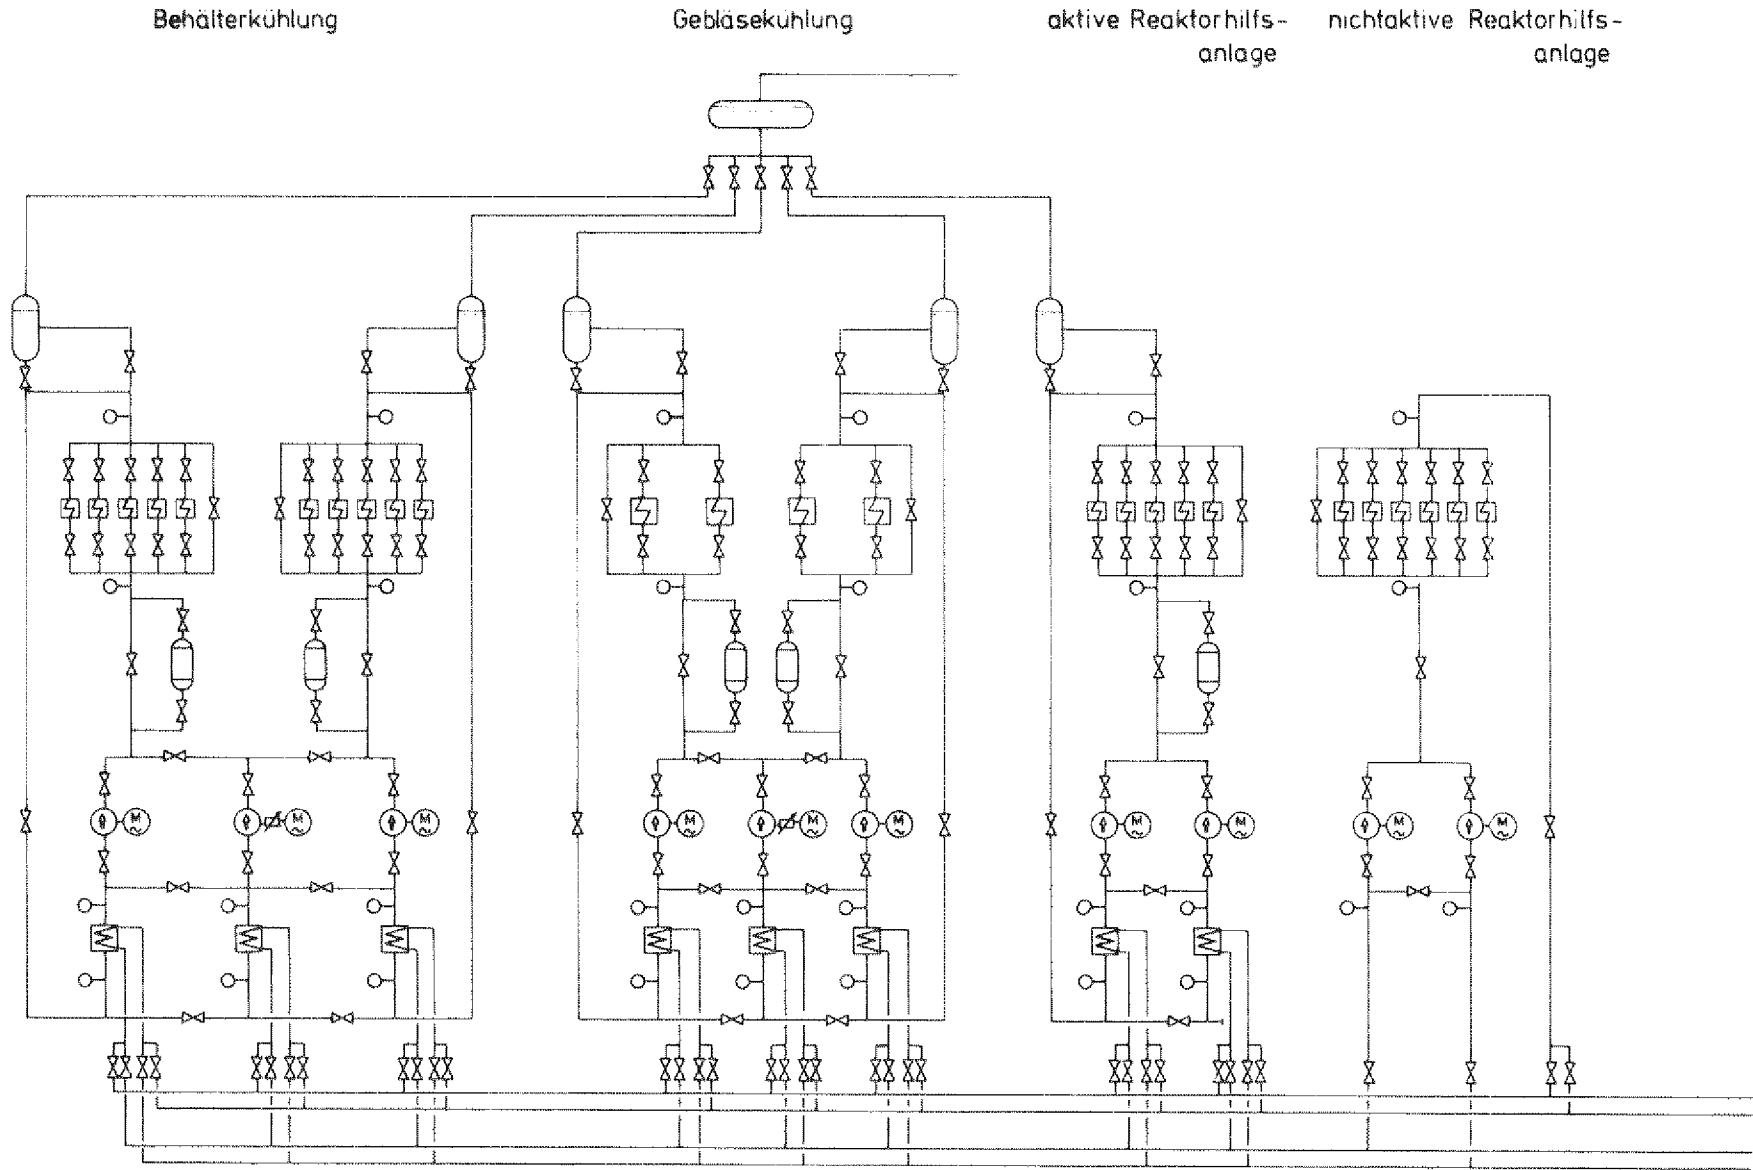 Behälterkühlung
Gebläsekühlung
aktive Reaktorhilfs-
anlage
nichtaktive Reaktorhilfs-
anlage
M
M
M
M
M
M
M
M
M
M